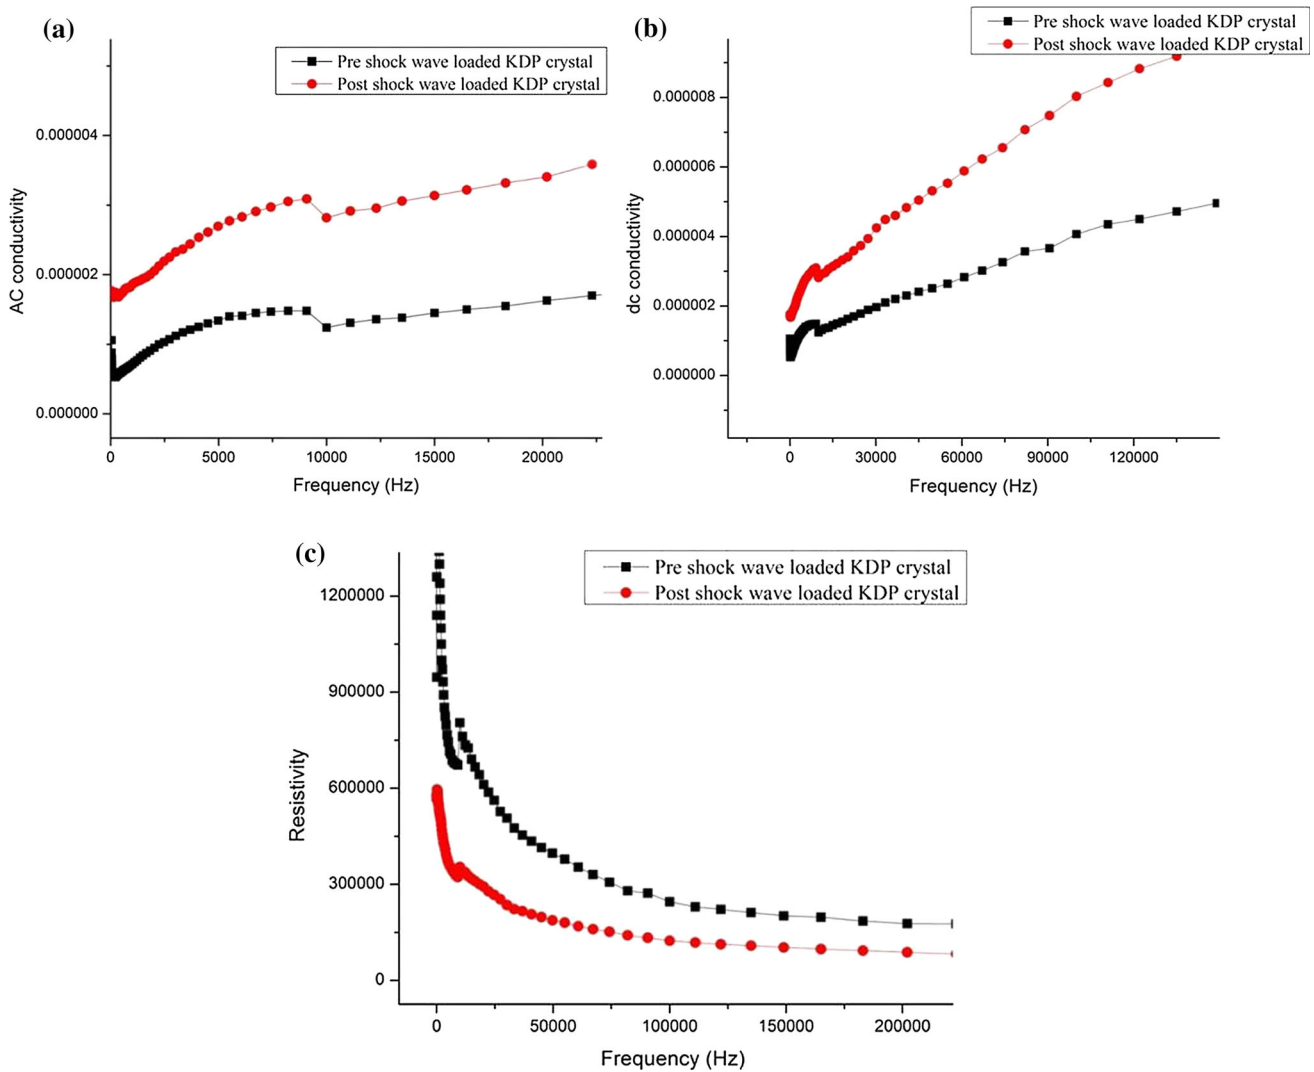 (a)
Pre shock wave loaded KDP crystal
Post shock wave loaded KDP crystal
0.000004
0.000002
0.000000
AC conductivity
0 5000 10000 15000 20000
Frequency (Hz)
(b)
Pre shock wave loaded KDP crystal
Post shock wave loaded KDP crystal
0.000008
0.000006
0.000004
0.000002
0.000000
dc conductivity
0 30000 60000 90000 120000
Frequency (Hz)
(c)
Pre shock wave loaded KDP crystal
Post shock wave loaded KDP crystal
1200000
900000
600000
300000
0
Resistivity
0 50000 100000 150000 200000
Frequency (Hz)